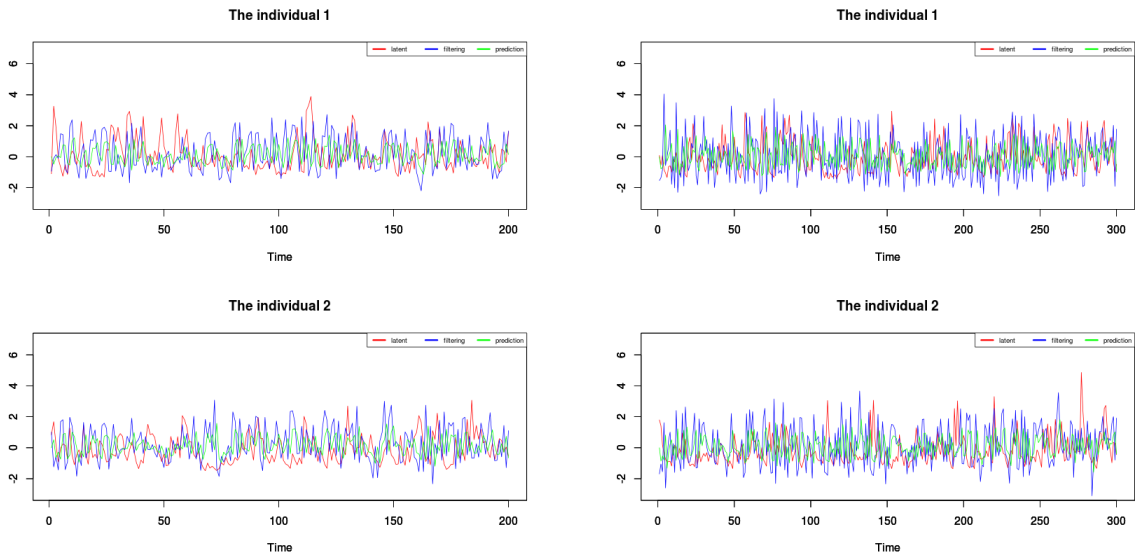 The individual 1
latent filtering prediction
6
4
2
0
-2
0 50 100 150 200
Time
The individual 1
latent filtering prediction
6
4
2
0
-2
0 50 100 150 200 250 300
Time
The individual 2
latent filtering prediction
6
4
2
0
-2
0 50 100 150 200
Time
The individual 2
latent filtering prediction
6
4
2
0
-2
0 50 100 150 200 250 300
Time